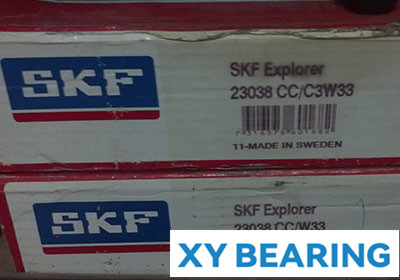 SKF
SKF Explorer
23038 CC/C3W33
11-MADE IN SWEDEN
SKF
SKF Explorer
23038 CC/W33
XY BEARING